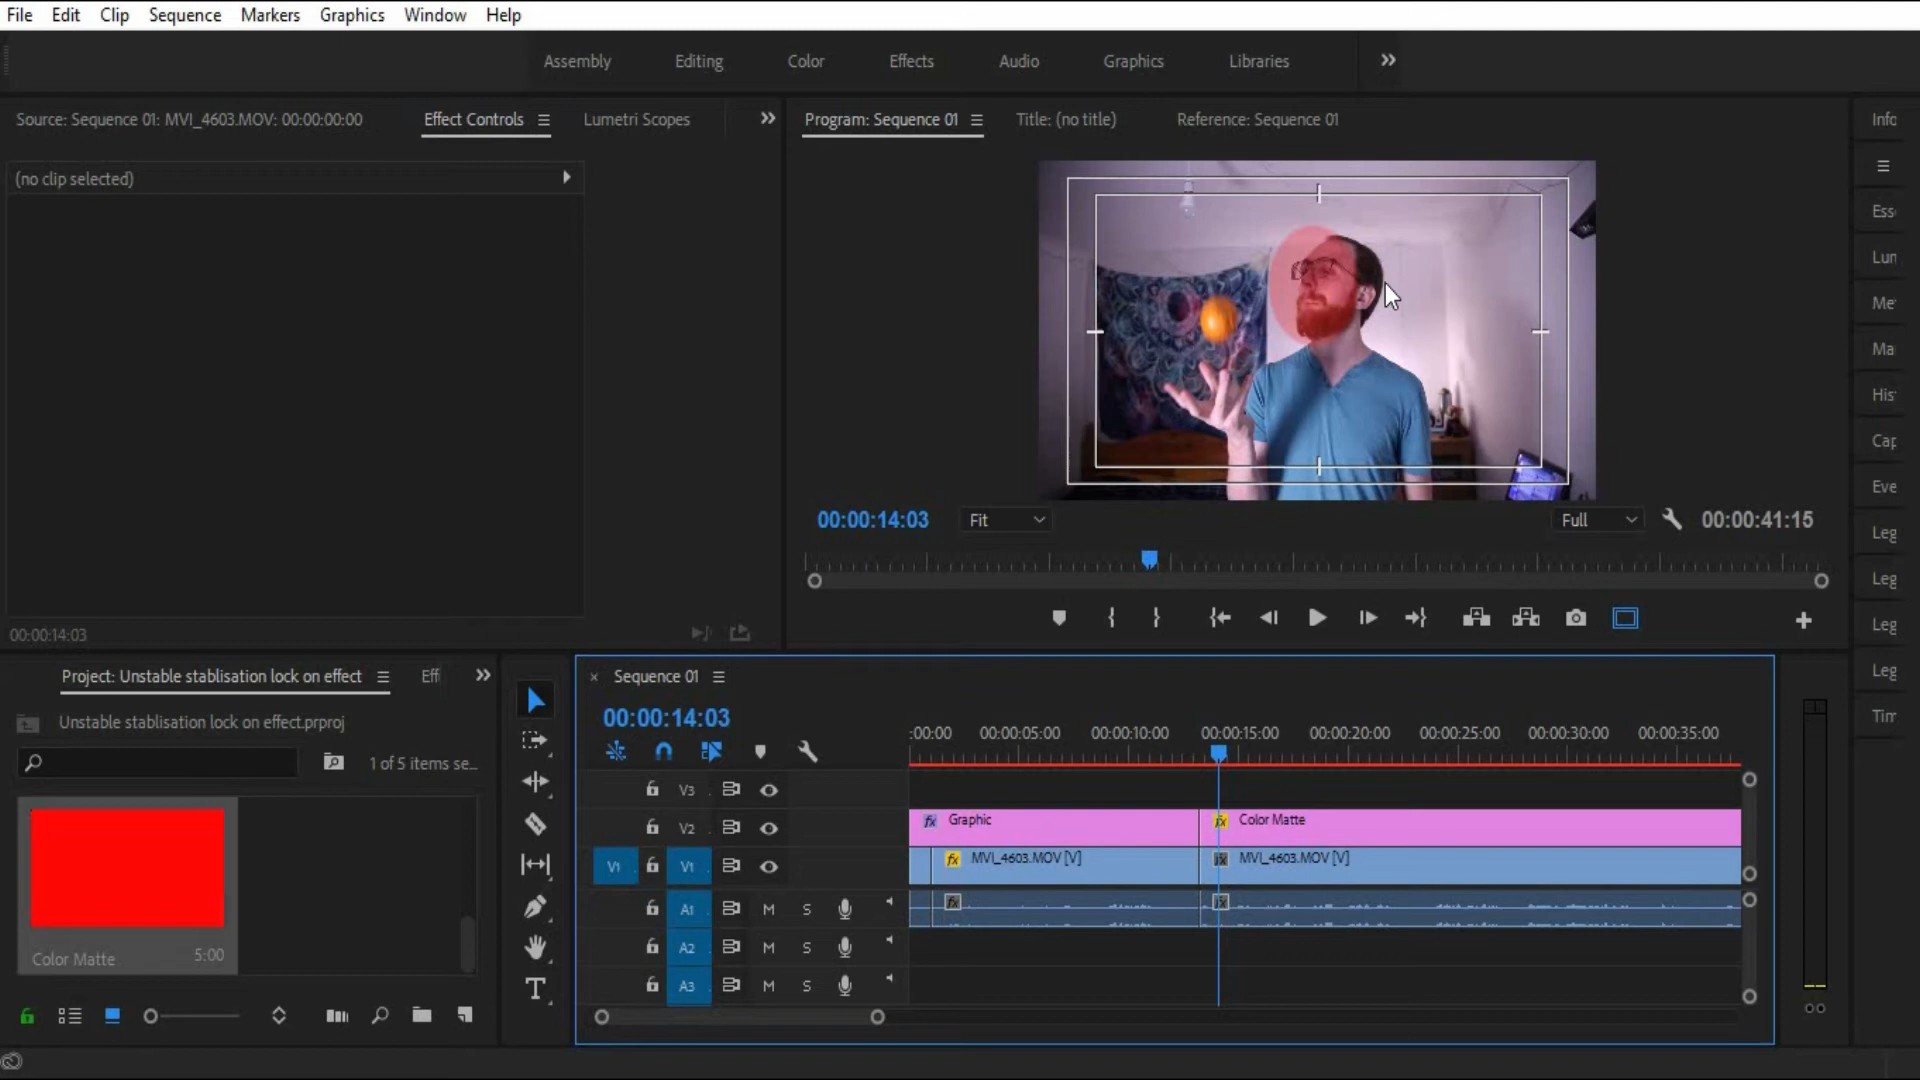 File Edit Clip Sequence Markers Graphics Window Help
Assembly Editing Color Effects Audio Graphics Libraries
Source: Sequence 01: MVI_4603.MOV: 00:00:00:00 Effect Controls Lumetri Scopes
Program: Sequence 01 Title: (no title) Reference: Sequence 01
Info
(no clip selected)
Ess
Lum
Me
Ma
His
Cap
Eve
Leg
Leg
Leg
Leg
Tim
00:00:14:03 Fit Full 00:00:41:15
00:00:14:03
Project: Unstable stablisation lock on effect Eff
Unstable stablisation lock on effect.prproj
1 of 5 items se...
Color Matte 5:00
Sequence 01
00:00:14:03
:00:00 00:00:05:00 00:00:10:00 00:00:15:00 00:00:20:00 00:00:25:00 00:00:30:00 00:00:35:00
V3
V2 fx Graphic fx Color Matte
V1 V1 fx MVI_4603.MOV [V] fx MVI_4603.MOV [V]
A1 M S fx fx
A2 M S
A3 M S
T